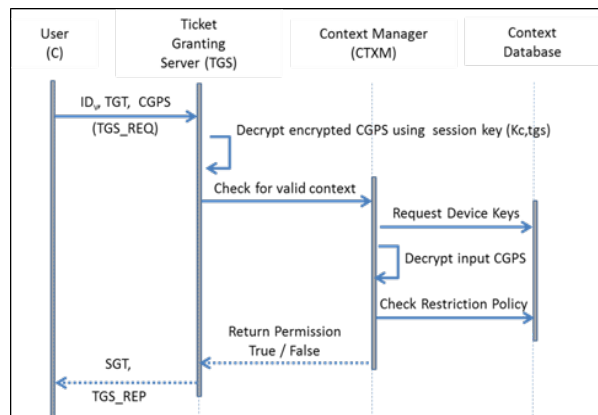 User
(C)
Ticket
Granting
Server (TGS)
Context Manager
(CTXM)
Context
Database
ID, TGT, CGPS
(TGS_REQ)
Decrypt encrypted CGPS using session key (Kc,tgs)
Check for valid context
Request Device Keys
Decrypt input CGPS
Check Restriction Policy
Return Permission
True / False
SGT,
TGS_REP